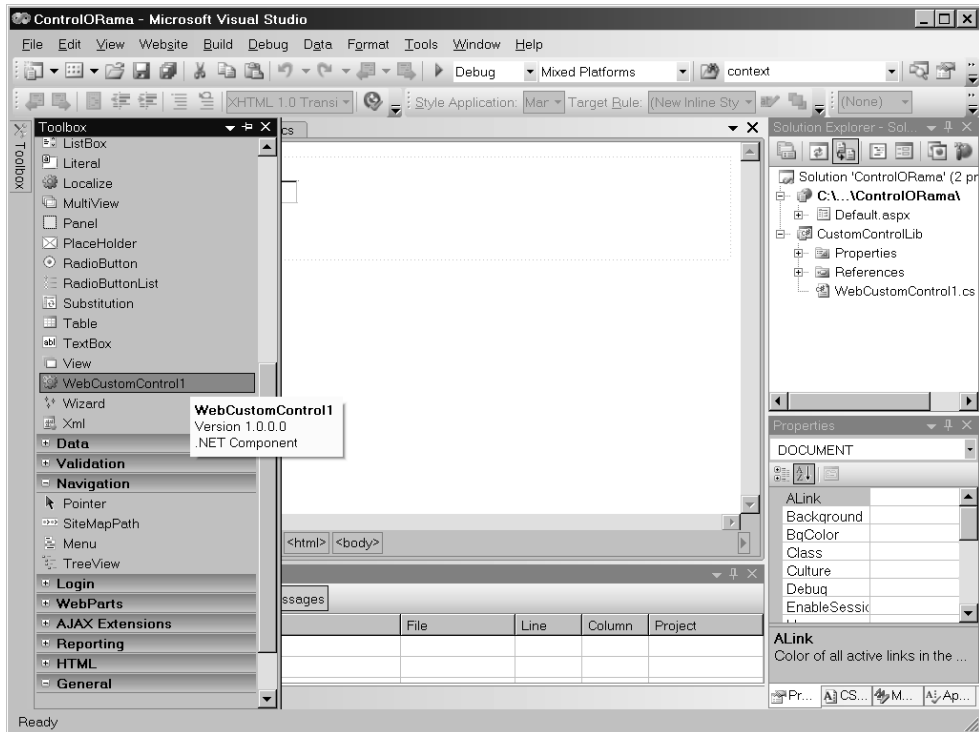 ControlORama - Microsoft Visual Studio
File Edit View Website Build Debug Data Format Tools Window Help
Debug Mixed Platforms context
XHTML 1.0 Transi Style Application: Mar Target Rule: (New Inline Sty (None)
Toolbox
Toolbox
cs
ListBox
Literal
Localize
MultiView
Panel
PlaceHolder
RadioButton
RadioButtonList
Substitution
Table
TextBox
View
WebCustomControl1
Wizard
Xml
Data
Validation
Navigation
Pointer
SiteMapPath
Menu
TreeView
Login
WebParts
AJAX Extensions
Reporting
HTML
General
WebCustomControl1
Version 1.0.0.0
.NET Component
<html> <body>
ssages
File Line Column Project
Solution Explorer - Sol...
Solution 'ControlORama' (2 pr
C:\...\ControlORama\
Default.aspx
CustomControlLib
Properties
References
WebCustomControl1.cs
Properties
DOCUMENT
ALink
Background
BgColor
Class
Culture
Debug
EnableSessic
ALink
Color of all active links in the ...
Pr... CS... M... Ap...
Ready